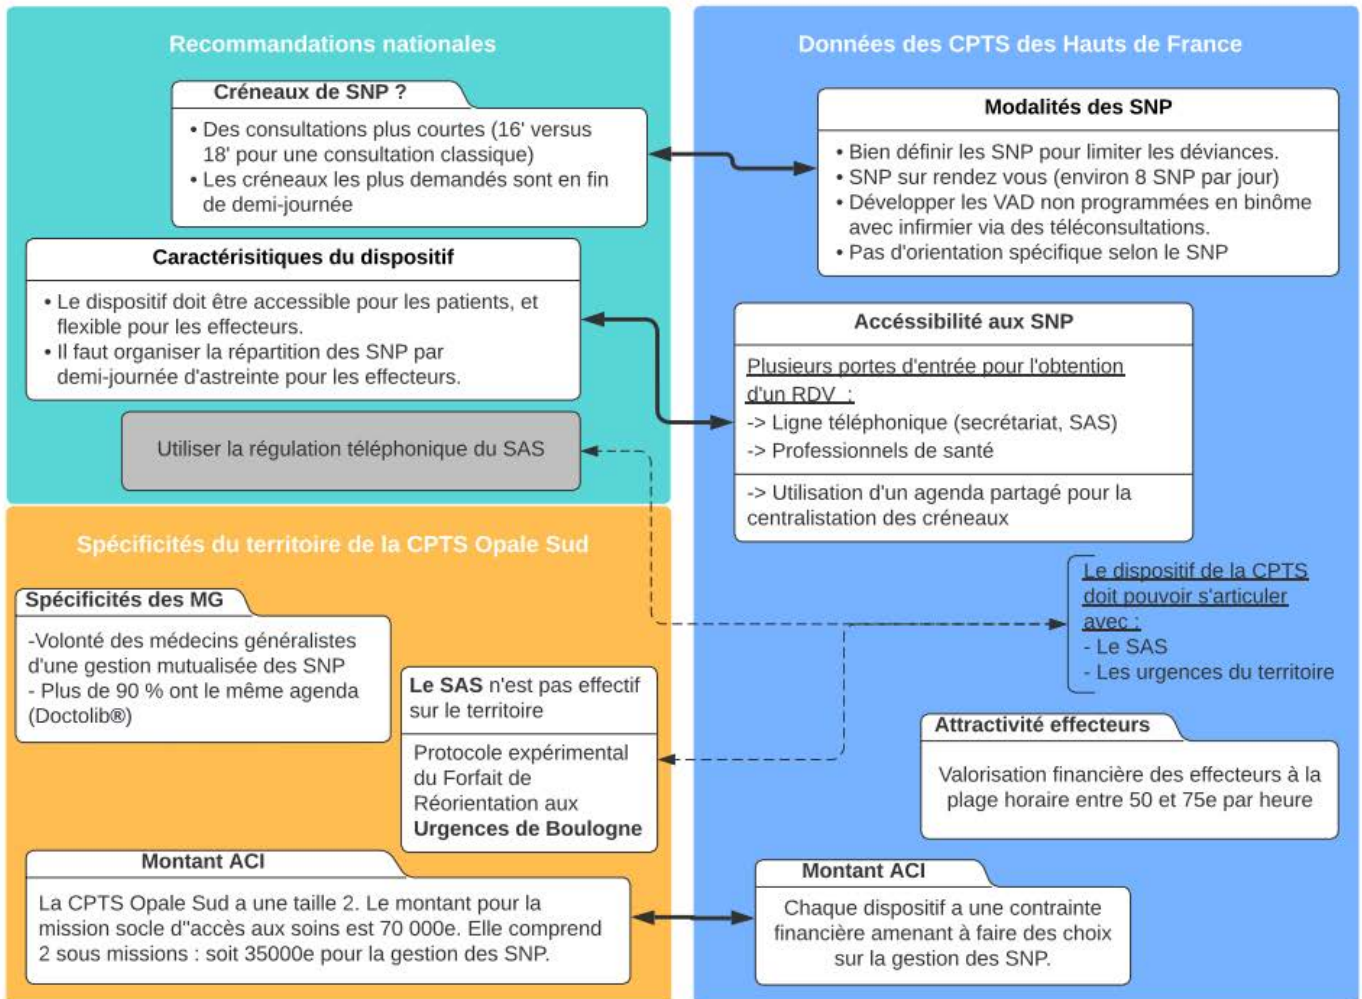 Recommandations nationales
Créneaux de SNP ?
• Des consultations plus courtes (16' versus
18' pour une consultation classique)
• Les créneaux les plus demandés sont en fin
de demi-journée
Caractérisitiques du dispositif
• Le dispositif doit être accessible pour les patients, et
flexible pour les effecteurs.
• Il faut organiser la répartition des SNP par
demi-journée d'astreinte pour les effecteurs.
Utiliser la régulation téléphonique du SAS
Spécificités du territoire de la CPTS Opale Sud
Spécificités des MG
-Volonté des médecins généralistes
d'une gestion mutualisée des SNP
- Plus de 90 % ont le même agenda
(Doctolib®)
Le SAS n'est pas effectif
sur le territoire
Protocole expérimental
du Forfait de
Réorientation aux
Urgences de Boulogne
Montant ACI
La CPTS Opale Sud a une taille 2. Le montant pour la
mission socle d"accès aux soins est 70 000e. Elle comprend
2 sous missions : soit 35000e pour la gestion des SNP.
Données des CPTS des Hauts de France
Modalités des SNP
• Bien définir les SNP pour limiter les déviances.
• SNP sur rendez vous (environ 8 SNP par jour)
• Développer les VAD non programmées en binôme
avec infirmier via des téléconsultations.
• Pas d'orientation spécifique selon le SNP
Accéssibilité aux SNP
Plusieurs portes d'entrée pour l'obtention
d'un RDV :
-> Ligne téléphonique (secrétariat, SAS)
-> Professionnels de santé
-> Utilisation d'un agenda partagé pour la
centralistation des créneaux
Le dispositif de la CPTS
doit pouvoir s'articuler
avec :
- Le SAS
- Les urgences du territoire
Attractivité effecteurs
Valorisation financière des effecteurs à la
plage horaire entre 50 et 75e par heure
Montant ACI
Chaque dispositif a une contrainte
financière amenant à faire des choix
sur la gestion des SNP.